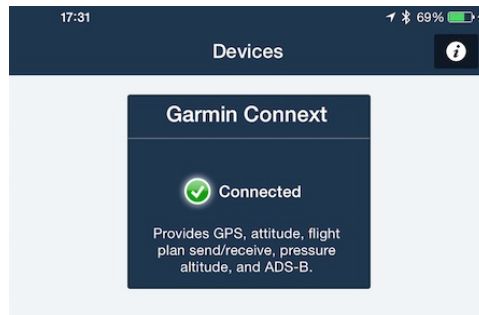 17:31 69%
Devices
Garmin Connext
Connected
Provides GPS, attitude, flight
plan send/receive, pressure
altitude, and ADS-B.